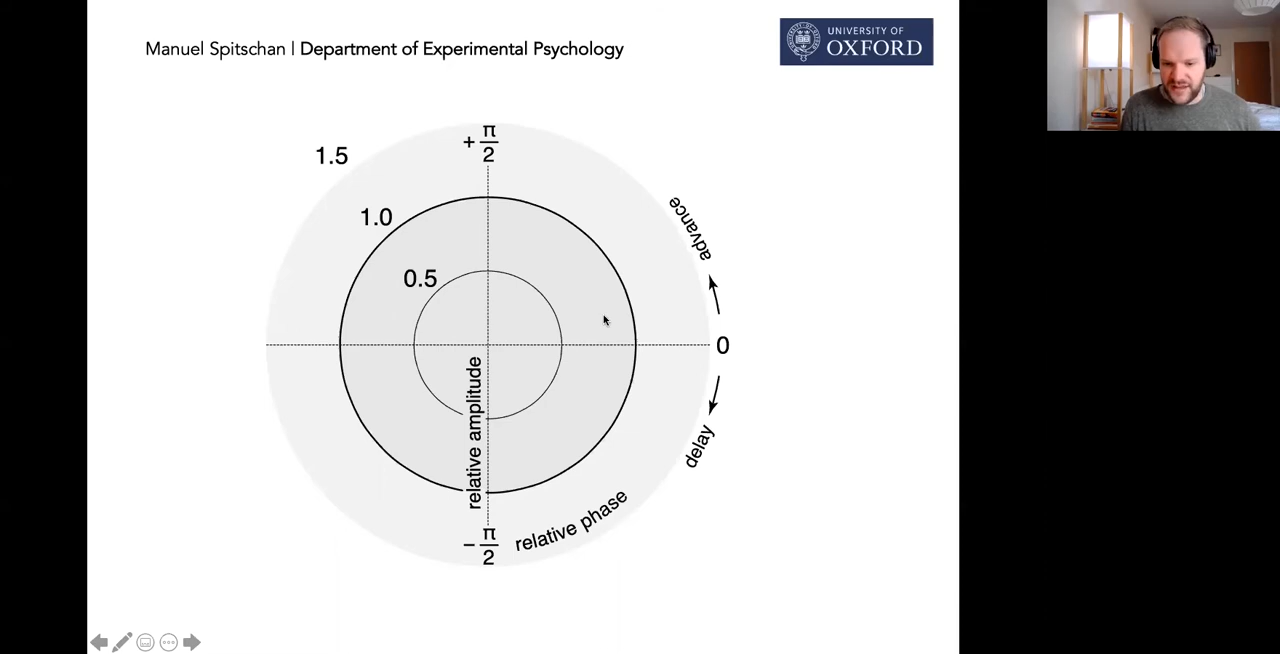 Manuel Spitschan | Department of Experimental Psychology
UNIVERSITY OF
OXFORD
+ π/2
1.5
1.0
0.5
advance
0
delay
relative amplitude
relative phase
− π/2